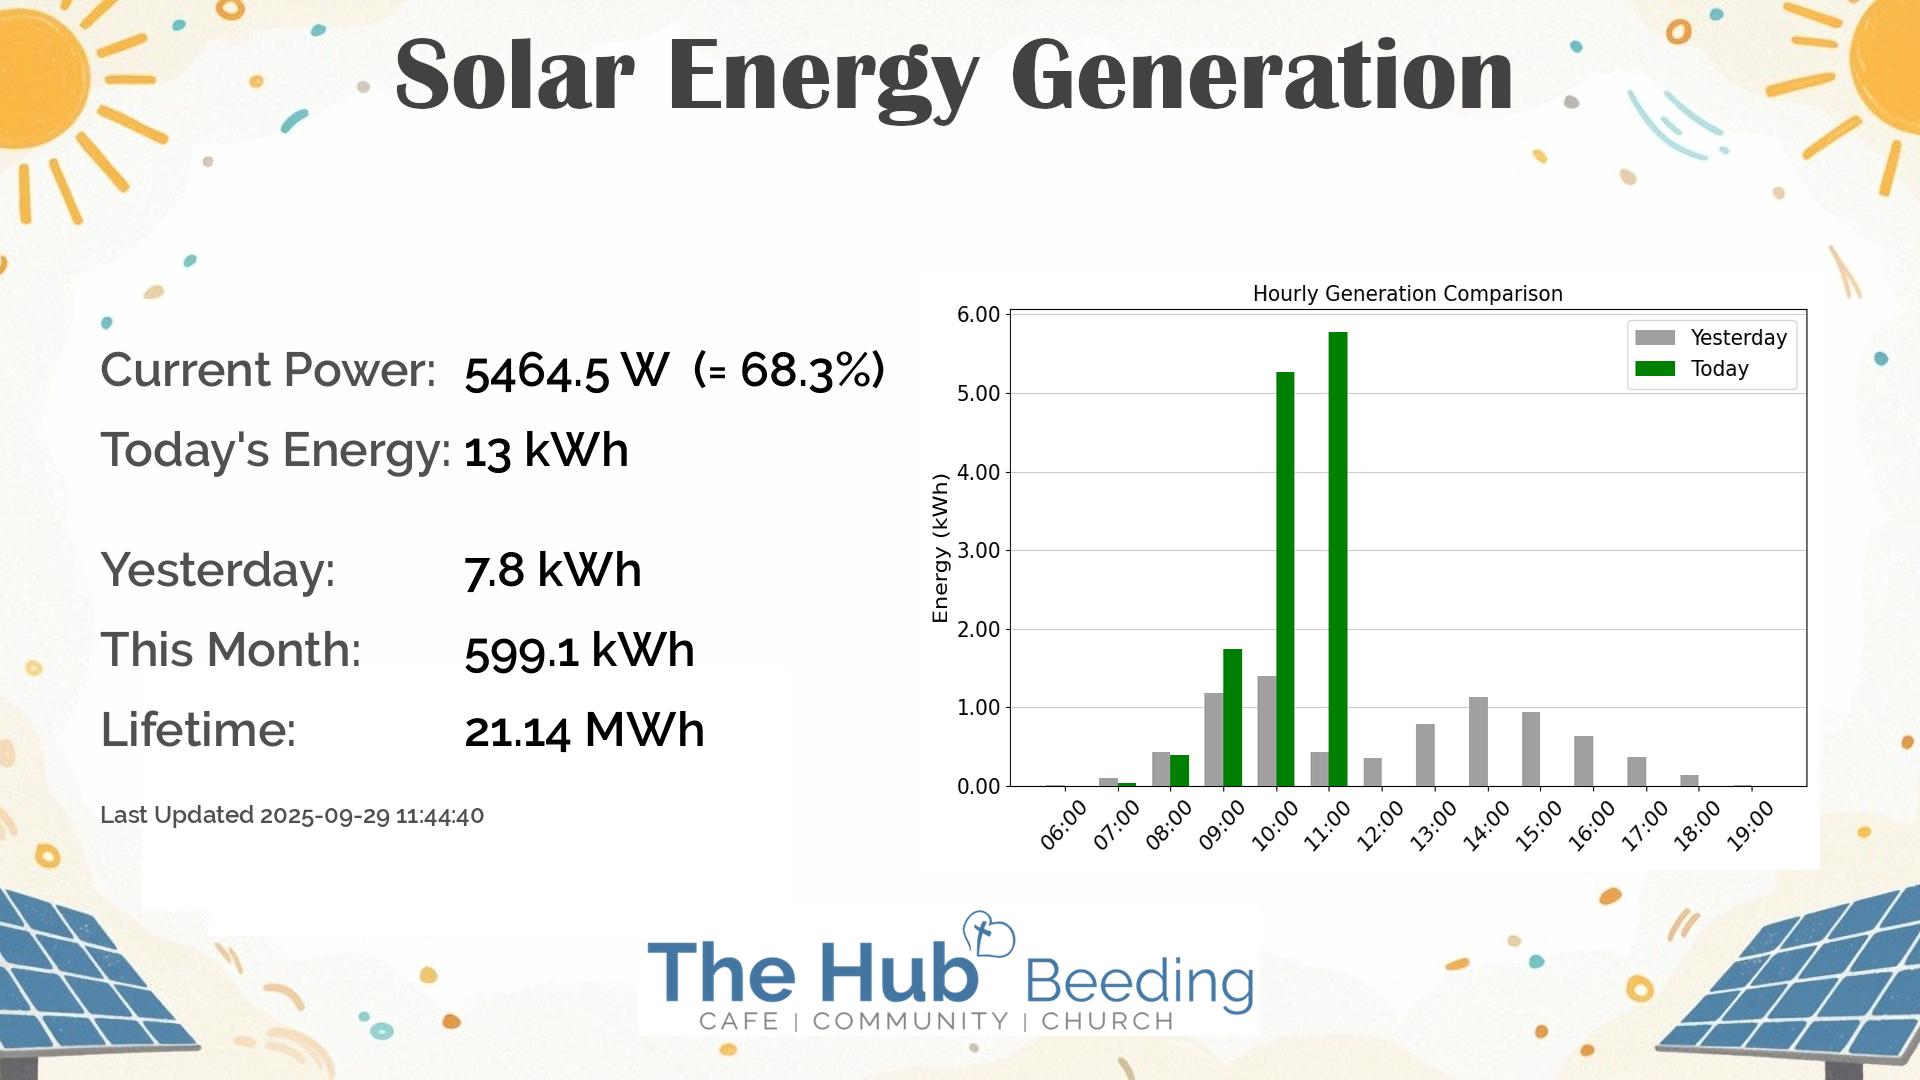 Solar Energy Generation
Current Power: 5464.5 W (= 68.3%)
Today's Energy: 13 kWh
Yesterday: 7.8 kWh
This Month: 599.1 kWh
Lifetime: 21.14 MWh
Last Updated 2025-09-29 11:44:40
Hourly Generation Comparison
Yesterday
Today
Energy (kWh)
6.00
5.00
4.00
3.00
2.00
1.00
0.00
06:00 07:00 08:00 09:00 10:00 11:00 12:00 13:00 14:00 15:00 16:00 17:00 18:00 19:00
The Hub Beeding
CAFE | COMMUNITY | CHURCH